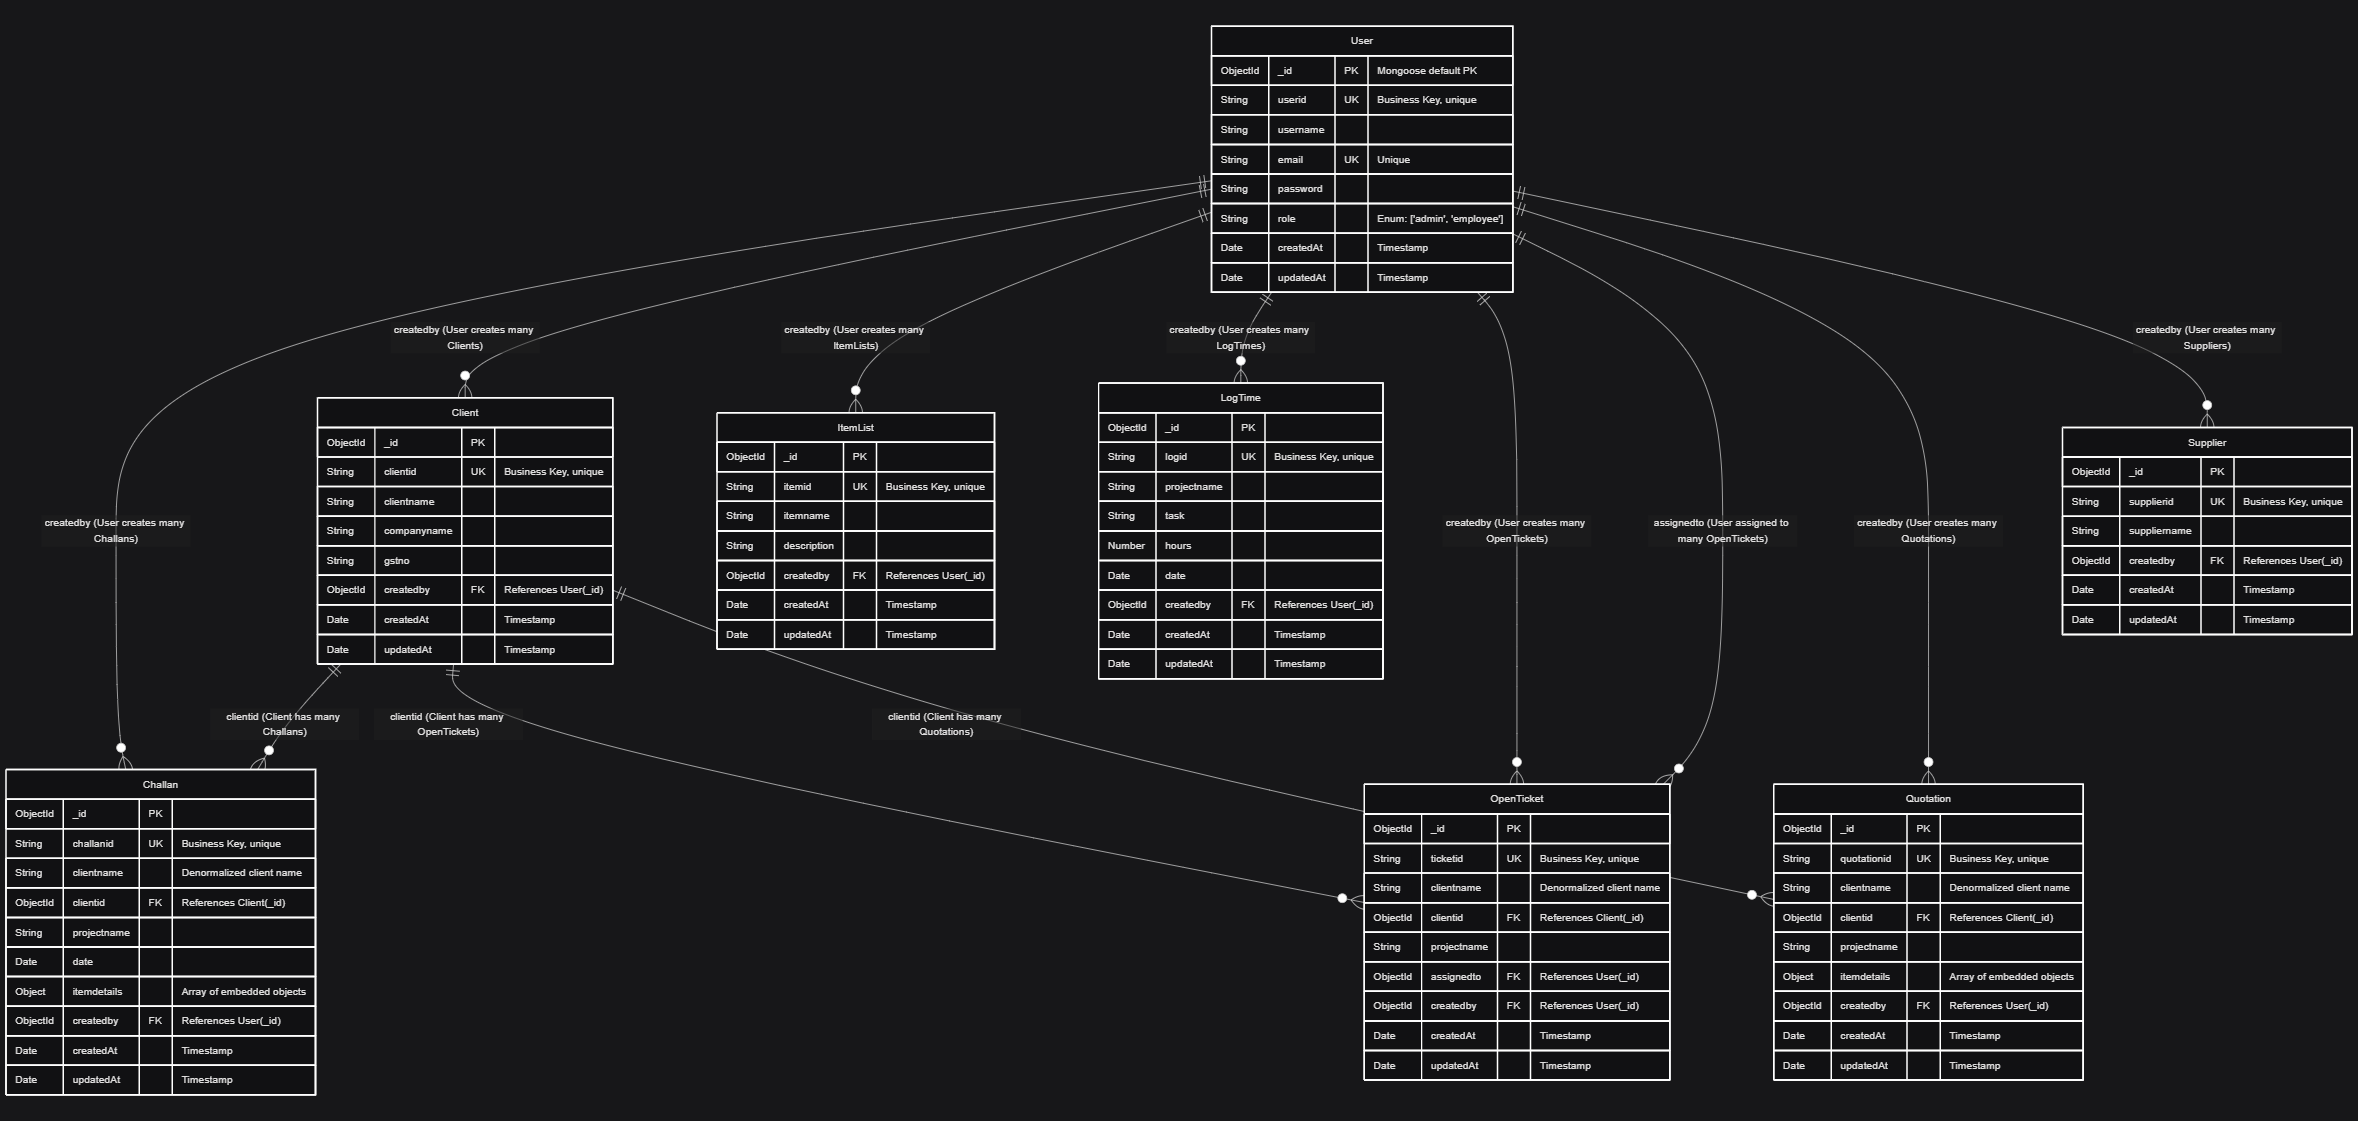 User
ObjectId _id PK Mongoose default PK
String userid UK Business Key, unique
String username
String email UK Unique
String password
String role Enum: ['admin', 'employee']
Date createdAt Timestamp
Date updatedAt Timestamp
createdby (User creates many
Clients)
createdby (User creates many
ItemLists)
createdby (User creates many
LogTimes)
createdby (User creates many
Suppliers)
Client
ObjectId _id PK
String clientid UK Business Key, unique
String clientname
String companyname
String gstno
ObjectId createdby FK References User(_id)
Date createdAt Timestamp
Date updatedAt Timestamp
ItemList
ObjectId _id PK
String itemid UK Business Key, unique
String itemname
String description
ObjectId createdby FK References User(_id)
Date createdAt Timestamp
Date updatedAt Timestamp
LogTime
ObjectId _id PK
String logid UK Business Key, unique
String projectname
String task
Number hours
Date date
ObjectId createdby FK References User(_id)
Date createdAt Timestamp
Date updatedAt Timestamp
Supplier
ObjectId _id PK
String supplierid UK Business Key, unique
String suppliername
ObjectId createdby FK References User(_id)
Date createdAt Timestamp
Date updatedAt Timestamp
createdby (User creates many
Challans)
createdby (User creates many
OpenTickets)
assignedto (User assigned to
many OpenTickets)
createdby (User creates many
Quotations)
clientid (Client has many
Challans)
clientid (Client has many
OpenTickets)
clientid (Client has many
Quotations)
Challan
ObjectId _id PK
String challanid UK Business Key, unique
String clientname Denormalized client name
ObjectId clientid FK References Client(_id)
String projectname
Date date
Object itemdetails Array of embedded objects
ObjectId createdby FK References User(_id)
Date createdAt Timestamp
Date updatedAt Timestamp
OpenTicket
ObjectId _id PK
String ticketid UK Business Key, unique
String clientname Denormalized client name
ObjectId clientid FK References Client(_id)
String projectname
ObjectId assignedto FK References User(_id)
ObjectId createdby FK References User(_id)
Date createdAt Timestamp
Date updatedAt Timestamp
Quotation
ObjectId _id PK
String quotationid UK Business Key, unique
String clientname Denormalized client name
ObjectId clientid FK References Client(_id)
String projectname
Object itemdetails Array of embedded objects
ObjectId createdby FK References User(_id)
Date createdAt Timestamp
Date updatedAt Timestamp